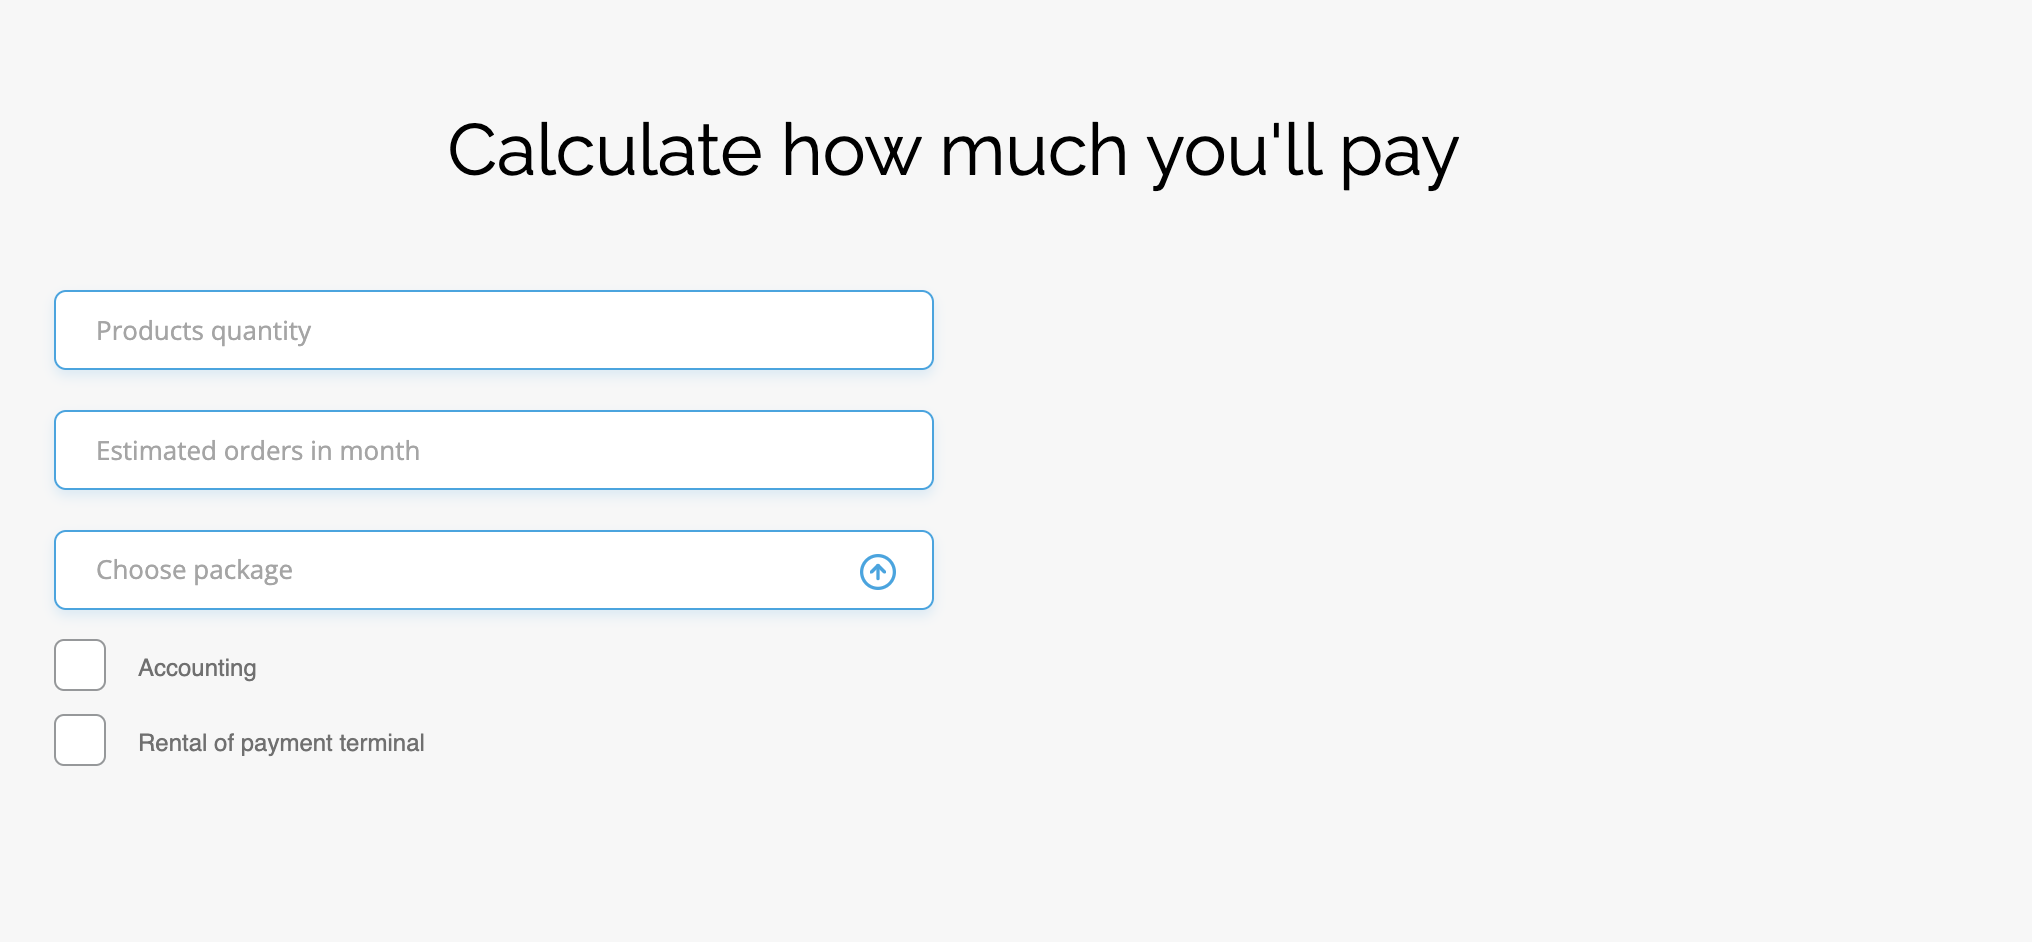 Calculate how much you'll pay
Products quantity
Estimated orders in month
Choose package
Accounting
Rental of payment terminal